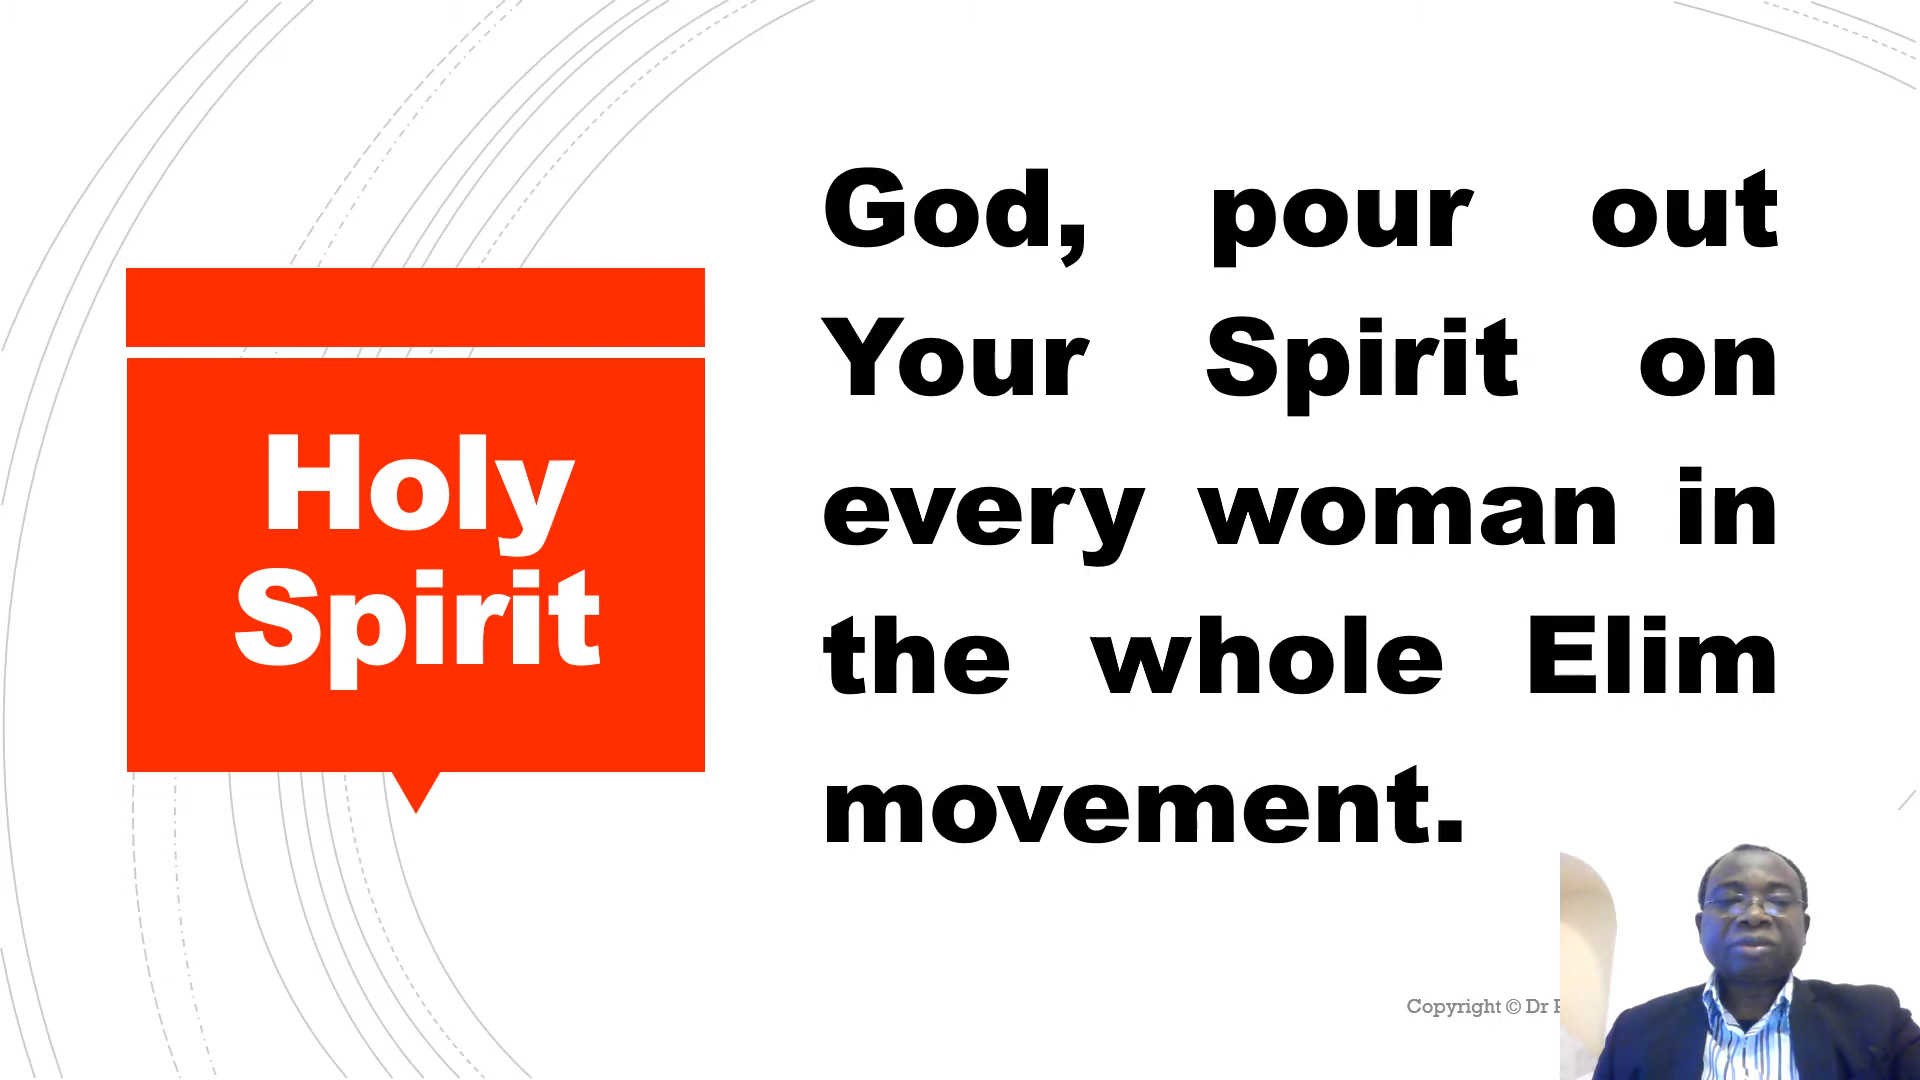 Holy
Spirit
God, pour out
Your Spirit on
every woman in
the whole Elim
movement.
Copyright © Dr